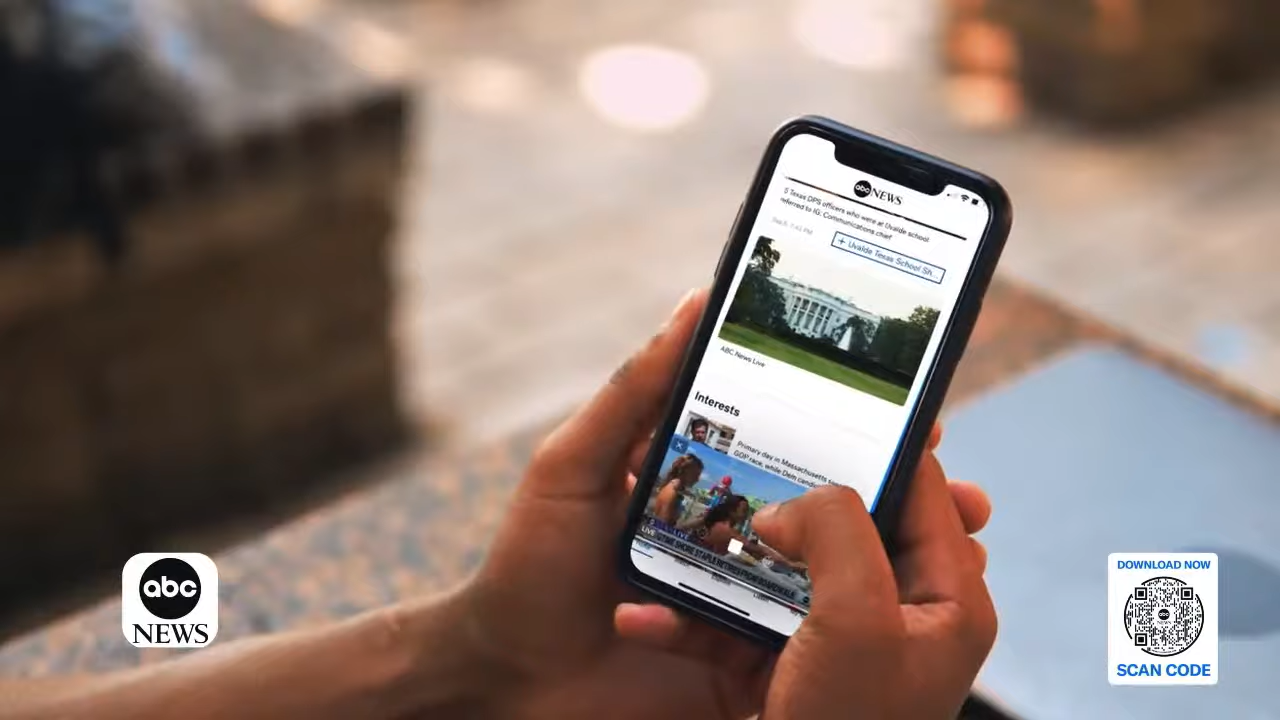 abc NEWS
5 Texas DPS officers who were at Uvalde school
referred to IG: Communications chief
+ Uvalde Texas School Sh...
ABC News Live
Interests
Primary day in Massachusetts
GOP race, while Dem
LIVE
abc
NEWS
DOWNLOAD NOW
SCAN CODE